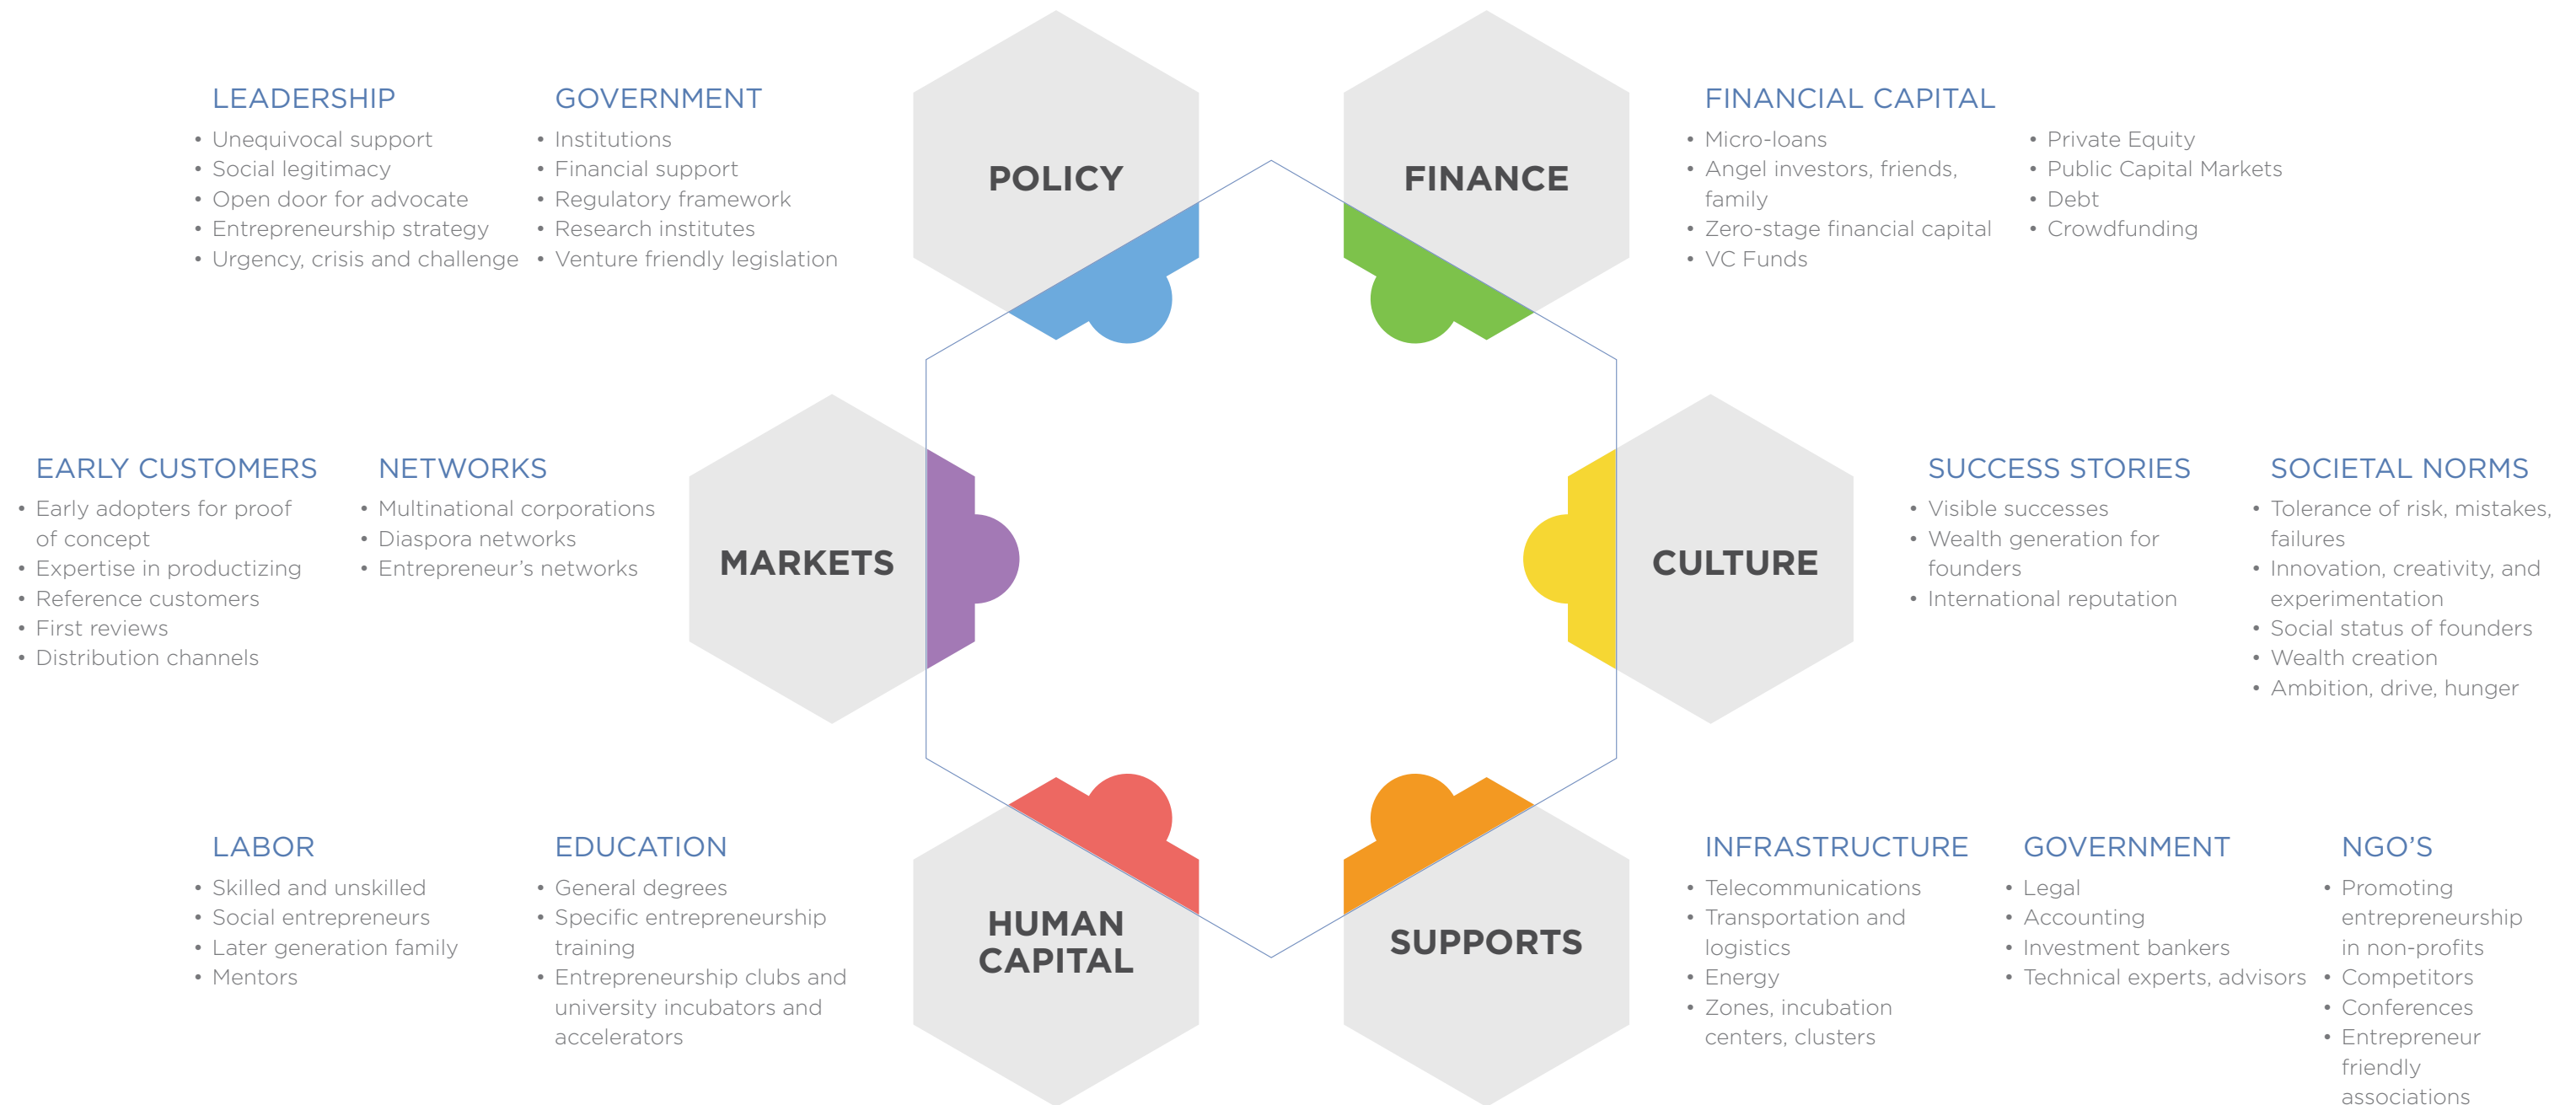 POLICY
LEADERSHIP
• Unequivocal support
• Social legitimacy
• Open door for advocate
• Entrepreneurship strategy
• Urgency, crisis and challenge
GOVERNMENT
• Institutions
• Financial support
• Regulatory framework
• Research institutes
• Venture friendly legislation
FINANCE
FINANCIAL CAPITAL
• Micro-loans
• Angel investors, friends,
family
• Zero-stage financial capital
• VC Funds
• Private Equity
• Public Capital Markets
• Debt
• Crowdfunding
MARKETS
EARLY CUSTOMERS
• Early adopters for proof
of concept
• Expertise in productizing
• Reference customers
• First reviews
• Distribution channels
NETWORKS
• Multinational corporations
• Diaspora networks
• Entrepreneur’s networks
CULTURE
SUCCESS STORIES
• Visible successes
• Wealth generation for
founders
• International reputation
SOCIETAL NORMS
• Tolerance of risk, mistakes,
failures
• Innovation, creativity, and
experimentation
• Social status of founders
• Wealth creation
• Ambition, drive, hunger
HUMAN
CAPITAL
LABOR
• Skilled and unskilled
• Social entrepreneurs
• Later generation family
• Mentors
EDUCATION
• General degrees
• Specific entrepreneurship
training
• Entrepreneurship clubs and
university incubators and
accelerators
SUPPORTS
INFRASTRUCTURE
• Telecommunications
• Transportation and
logistics
• Energy
• Zones, incubation
centers, clusters
GOVERNMENT
• Legal
• Accounting
• Investment bankers
• Technical experts, advisors
NGO’S
• Promoting
entrepreneurship
in non-profits
• Competitors
• Conferences
• Entrepreneur
friendly
associations